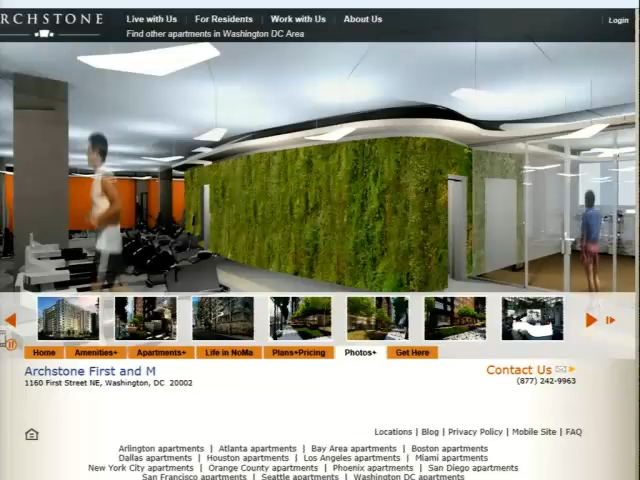 RCHSTONE
Live with Us | For Residents | Work with Us | About Us
| Login
Find other apartments in Washington DC Area
Home Amenities+ Apartments+ Life in NoMa Plans+Pricing Photos+ Get Here
Archstone First and M
1160 First Street NE, Washington, DC 20002
Contact Us
(877) 242-9963
Locations | Blog | Privacy Policy | Mobile Site | FAQ
Arlington apartments | Atlanta apartments | Bay Area apartments | Boston apartments
Dallas apartments | Houston apartments | Los Angeles apartments | Miami apartments
New York City apartments | Orange County apartments | Phoenix apartments | San Diego apartments
San Francisco apartments | Seattle apartments | Washington DC apartments